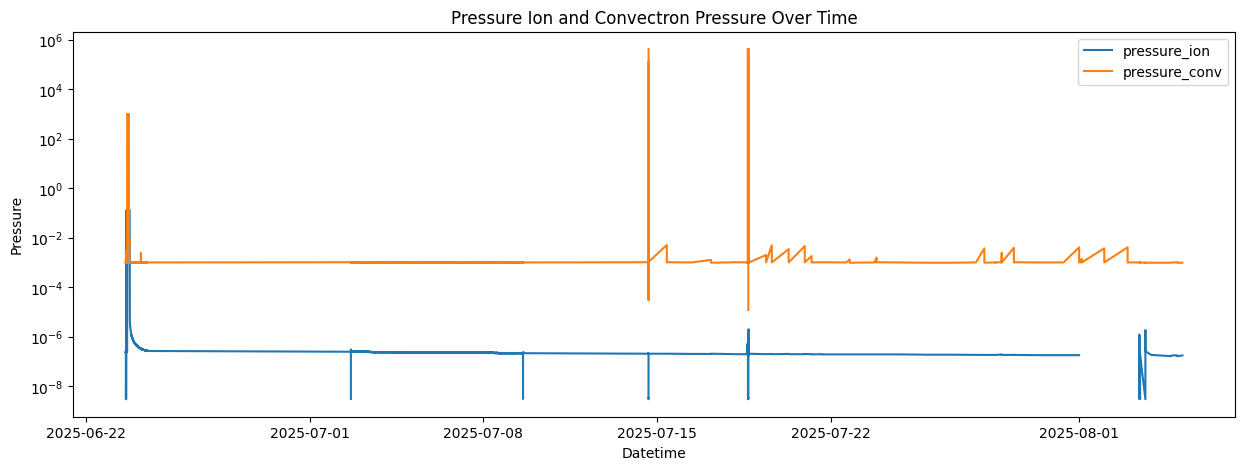 Pressure Ion and Convectron Pressure Over Time
pressure_ion
pressure_conv
Pressure
10^6
10^4
10^2
10^0
10^-2
10^-4
10^-6
10^-8
2025-06-22
2025-07-01
2025-07-08
2025-07-15
2025-07-22
2025-08-01
Datetime